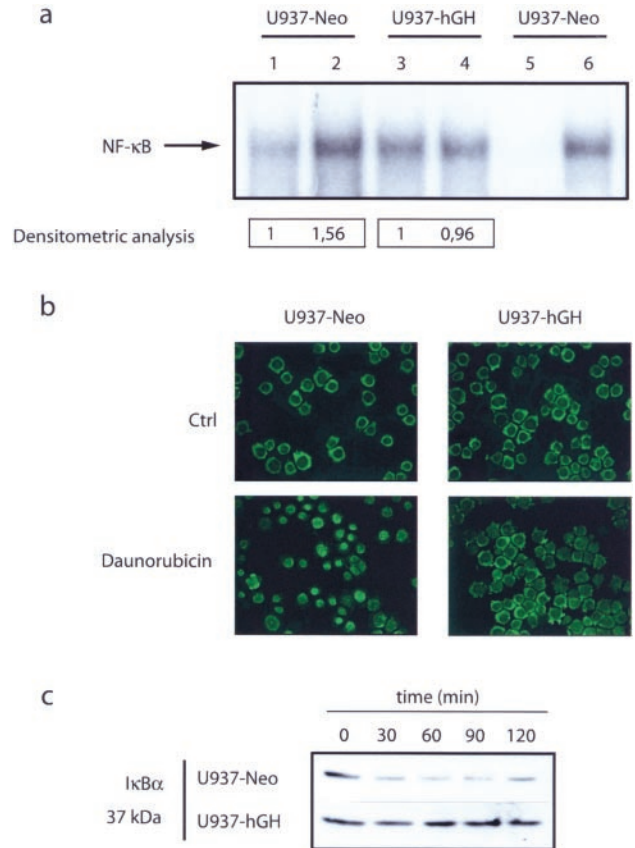 a
U937-Neo U937-hGH U937-Neo
1 2 3 4 5 6
NF-κB
Densitometric analysis 1 1,56 1 0,96
b
U937-Neo U937-hGH
Ctrl
Daunorubicin
c
time (min)
0 30 60 90 120
IκBα U937-Neo
37 kDa U937-hGH